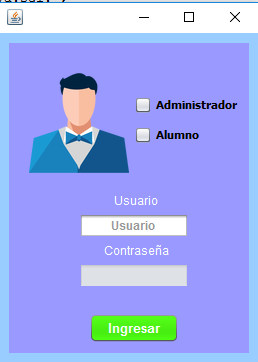 Administrador
Alumno
Usuario
Usuario
Contraseña
Ingresar